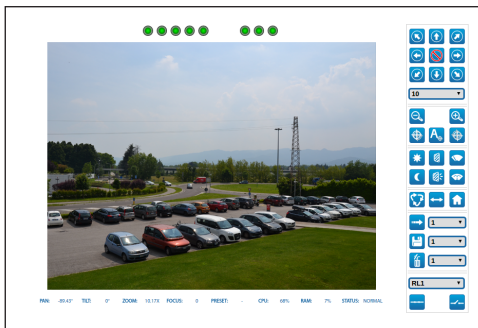 10
A
1
1
1
RL1
PAN: -89.43° TILT: 0° ZOOM: 10.17X FOCUS: 0 PRESET: - CPU: 68% RAM: 7% STATUS: NORMAL